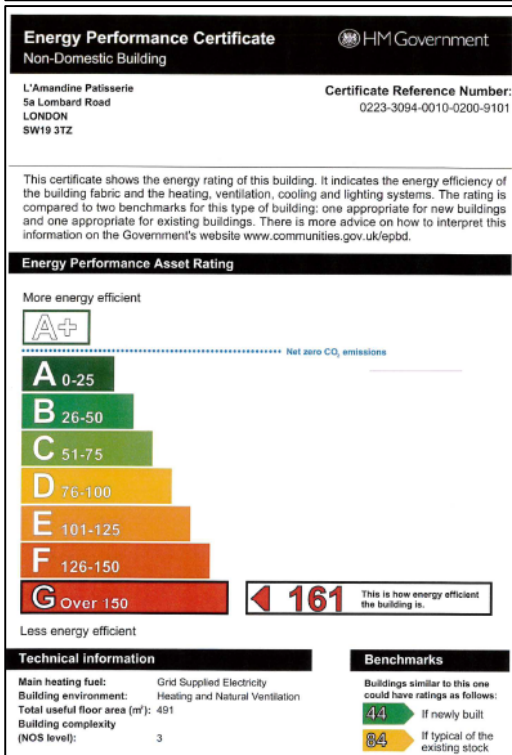 Energy Performance Certificate
HM Government
Non-Domestic Building
L'Amandine Patisserie
5a Lombard Road
LONDON
SW19 3TZ
Certificate Reference Number:
0223-3094-0010-0200-9101
This certificate shows the energy rating of this building. It indicates the energy efficiency of
the building fabric and the heating, ventilation, cooling and lighting systems. The rating is
compared to two benchmarks for this type of building: one appropriate for new buildings
and one appropriate for existing buildings. There is more advice on how to interpret this
information on the Government's website www.communities.gov.uk/epbd.
Energy Performance Asset Rating
More energy efficient
A+
Net zero CO₂ emissions
A 0-25
B 26-50
C 51-75
D 76-100
E 101-125
F 126-150
G Over 150
161
This is how energy efficient
the building is.
Less energy efficient
Technical information
Main heating fuel: Grid Supplied Electricity
Building environment: Heating and Natural Ventilation
Total useful floor area (m²): 491
Building complexity
(NOS level): 3
Benchmarks
Buildings similar to this one
could have ratings as follows:
44 If newly built
84 If typical of the
existing stock